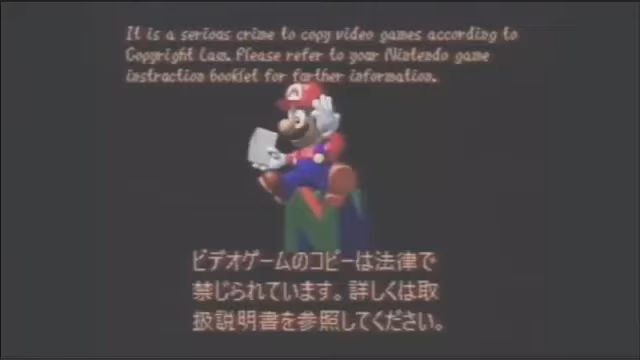 It is a serious crime to copy video games according to
Copyright Law. Please refer to your Nintendo game
instruction booklet for further information.
ビデオゲームのコピーは法律で
禁じられています。詳しくは取
扱説明書を参照してください。